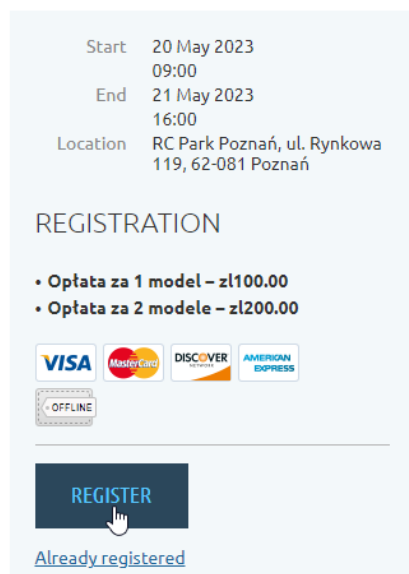 Start 20 May 2023
09:00
End 21 May 2023
16:00
Location RC Park Poznań, ul. Rynkowa
119, 62-081 Poznań
REGISTRATION
• Opłata za 1 model – zl100.00
• Opłata za 2 modele – zl200.00
VISA MasterCard DISCOVER NETWORK AMERICAN EXPRESS
OFFLINE
REGISTER
Already registered